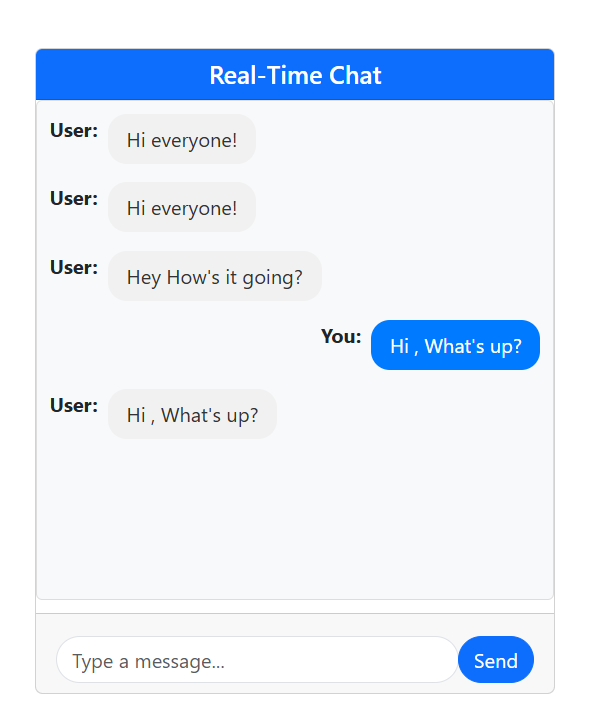 Real-Time Chat
User: Hi everyone!
User: Hi everyone!
User: Hey How's it going?
You: Hi , What's up?
User: Hi , What's up?
Type a message... Send